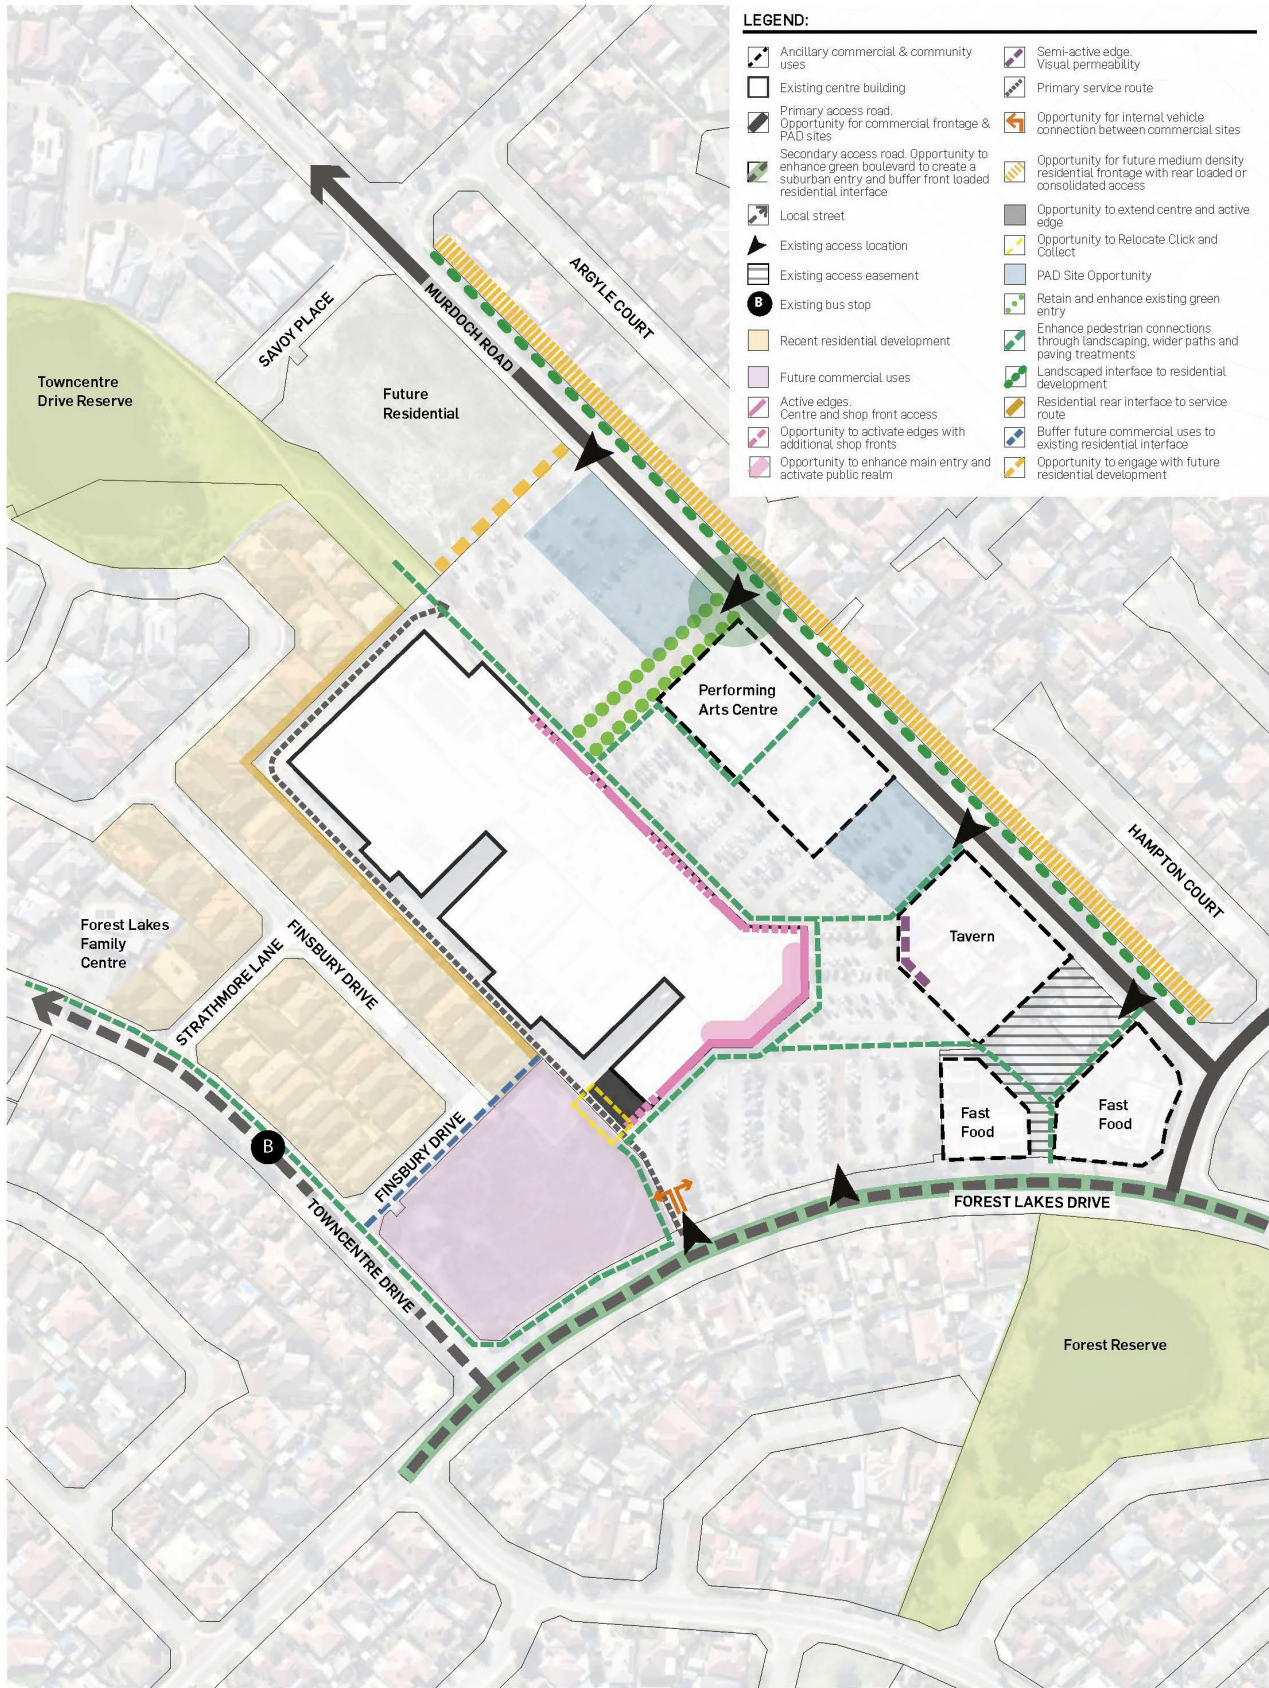 LEGEND:
Ancillary commercial & community
uses
Existing centre building
Primary access road.
Opportunity for commercial frontage &
PAD sites
Secondary access road. Opportunity to
enhance green boulevard to create a
suburban entry and buffer front loaded
residential interface
Local street
Existing access location
Existing access easement
B
Existing bus stop
Recent residential development
Future commercial uses
Active edges.
Centre and shop front access
Opportunity to activate edges with
additional shop fronts
Opportunity to enhance main entry and
activate public realm
Semi-active edge.
Visual permeability
Primary service route
Opportunity for internal vehicle
connection between commercial sites
Opportunity for future medium density
residential frontage with rear loaded or
consolidated access
Opportunity to extend centre and active
edge
Opportunity to Relocate Click and
Collect
PAD Site Opportunity
Retain and enhance existing green
entry
Enhance pedestrian connections
through landscaping, wider paths and
paving treatments
Landscaped interface to residential
development
Residential rear interface to service
route
Buffer future commercial uses to
existing residential interface
Opportunity to engage with future
residential development
ARGYLE COURT
MURDOCH ROAD
SAVOY PLACE
Towncentre
Drive Reserve
Future
Residential
Performing
Arts Centre
HAMPTON COURT
Tavern
Forest Lakes
Family
Centre
FINSBURY DRIVE
STRATHMORE LANE
Fast
Food
Fast
Food
B
FINSBURY DRIVE
FOREST LAKES DRIVE
TOWNCENTRE DRIVE
Forest Reserve